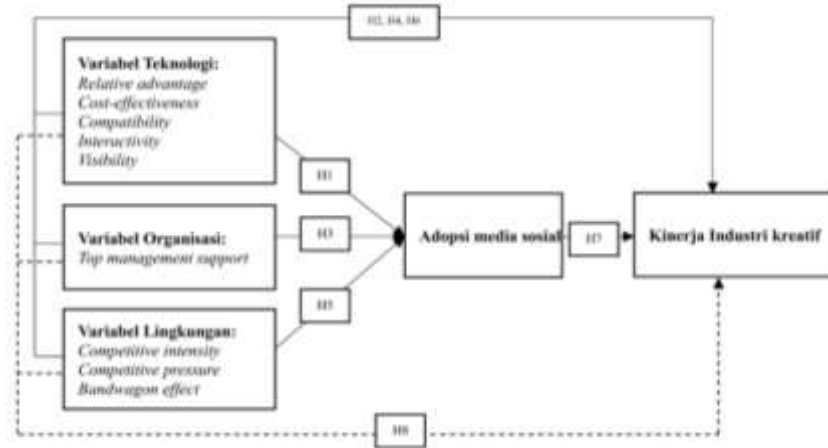 H2, H4, H6
Variabel Teknologi:
Relative advantage
Cost-effectiveness
Compatibility
Interactivity
Visibility
H1
Variabel Organisasi:
Top management support
H3
Adopsi media sosial
H7
Kinerja Industri kreatif
H5
Variabel Lingkungan:
Competitive intensity
Competitive pressure
Bandwagon effect
H8